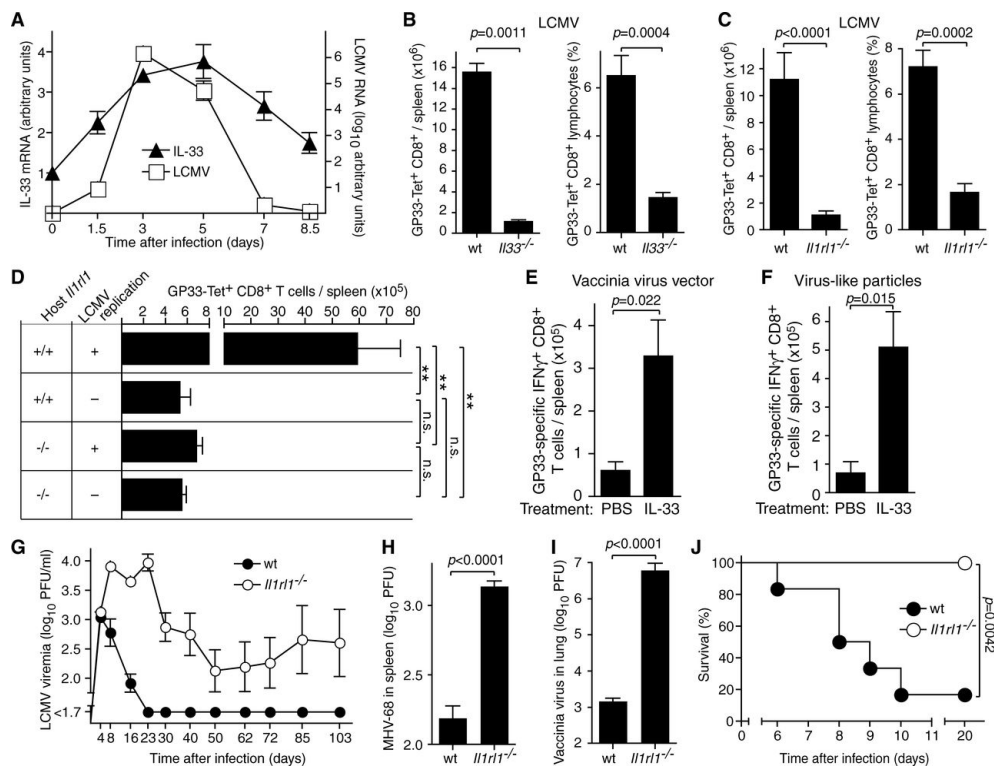 A
IL-33 mRNA (arbitrary units)
4
3
2
1
LCMV RNA (log10 arbitrary units)
6
5
4
3
2
1
IL-33
LCMV
0
1.5
3
5
7
8.5
Time after infection (days)
B
LCMV
p=0.0011
GP33-Tet+ CD8+ / spleen (x10^6)
16
14
12
10
8
6
4
2
0
wt
Il33-/-
p=0.0004
GP33-Tet+ CD8+ lymphocytes (%)
6
4
2
0
wt
Il33-/-
C
p<0.0001
GP33-Tet+ CD8+ / spleen (x10^6)
12
10
8
6
4
2
0
wt
Il1rl1-/-
p=0.0002
GP33-Tet+ CD8+ lymphocytes (%)
8
6
4
2
0
wt
Il1rl1-/-
D
Host Il1rl1
LCMV replication
GP33-Tet+ CD8+ T cells / spleen (x10^5)
2 4 6 8 10 20 30 40 50 60 70 80
+/+ +
+/+ –
-/- +
-/- –
**
n.s.
n.s.
**
n.s.
**
E
Vaccinia virus vector
p=0.022
GP33-specific IFNγ+ CD8+
T cells / spleen (x10^5)
4
3
2
1
0
Treatment: PBS IL-33
F
Virus-like particles
p=0.015
GP33-specific IFNγ+ CD8+
T cells / spleen (x10^5)
6
5
4
3
2
1
0
Treatment: PBS IL-33
G
LCMV viremia (log10 PFU/ml)
4.0
3.5
3.0
2.5
2.0
<1.7
wt
Il1rl1-/-
4 8 16 23 30 40 50 62 72 85 103
Time after infection (days)
H
p<0.0001
MHV-68 in spleen (log10 PFU)
3.0
2.0
wt
Il1rl1-/-
I
p<0.0001
Vaccinia virus in lung (log10 PFU)
7
6
5
4
3
2
1
wt
Il1rl1-/-
J
Survival (%)
100
80
60
40
20
0
wt
Il1rl1-/-
p=0.0042
0 6 7 8 9 10 11 20
Time after infection (days)